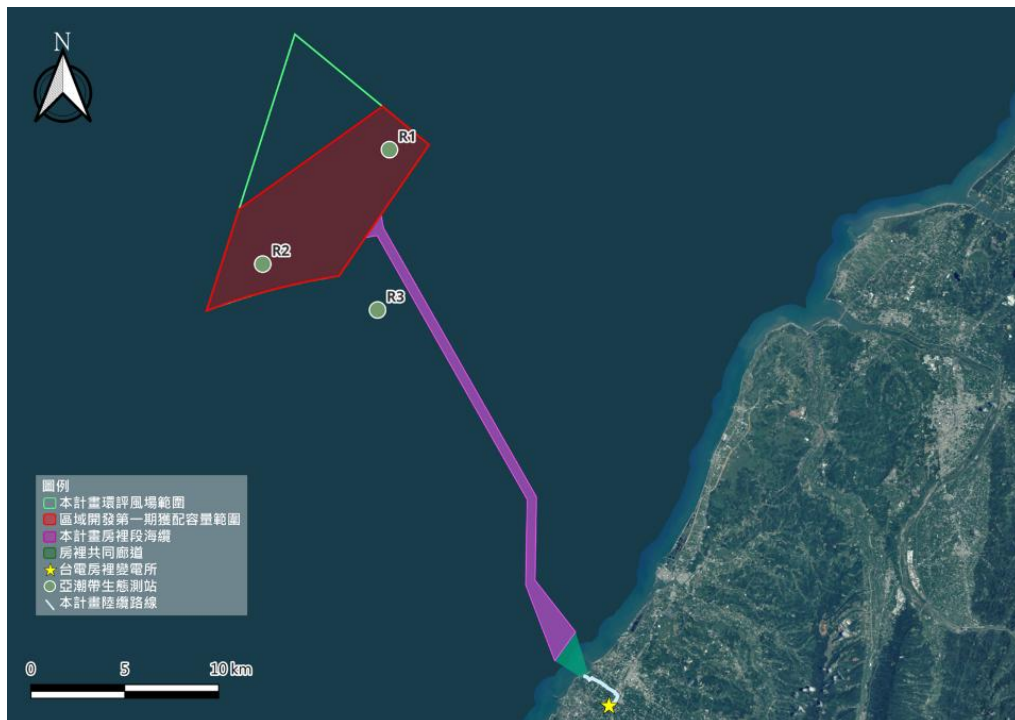 N
R1
R2
R3
圖例
本計畫環評風場範圍
區域開發第一期獲配容量範圍
本計畫房裡段海纜
房裡共同廊道
台電房裡變電所
亞潮帶生態測站
本計畫陸纜路線
0 5 10 km